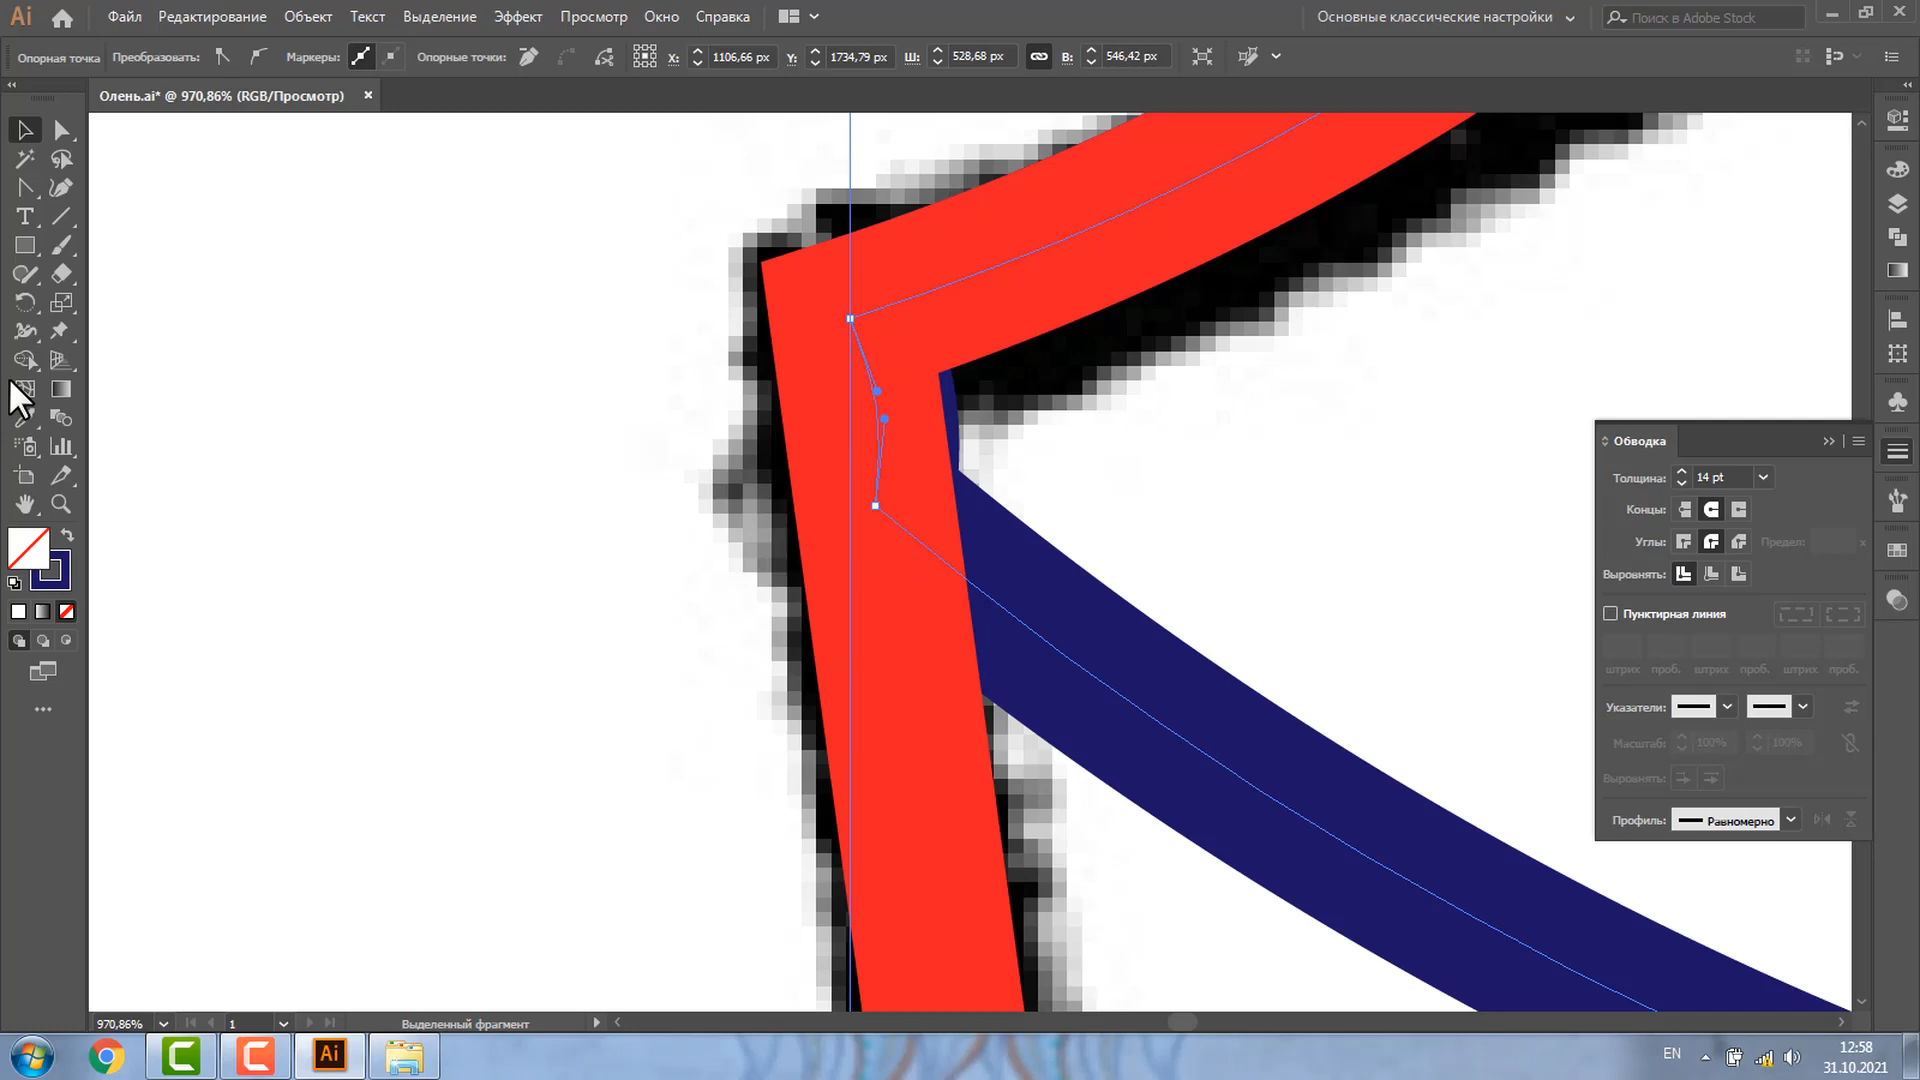 Ai Файл Редактирование Объект Текст Выделение Эффект Просмотр Окно Справка Основные классические настройки Поиск в Adobe Stock
Опорная точка Преобразовать: Маркеры: Опорные точки: X: 1106,66 px Y: 1734,79 px Ш: 528,68 px В: 546,42 px
Олень.ai* @ 970,86% (RGB/Просмотр) ×
Обводка
Толщина: 14 pt
Концы:
Углы: Предел: x
Выровнять:
Пунктирная линия
штрих проб. штрих проб. штрих проб.
Указатели:
Масштаб: 100% 100%
Выровнять:
Профиль: Равномерно
970,86% 1 Выделенный фрагмент
Ai EN 12:58
31.10.2021